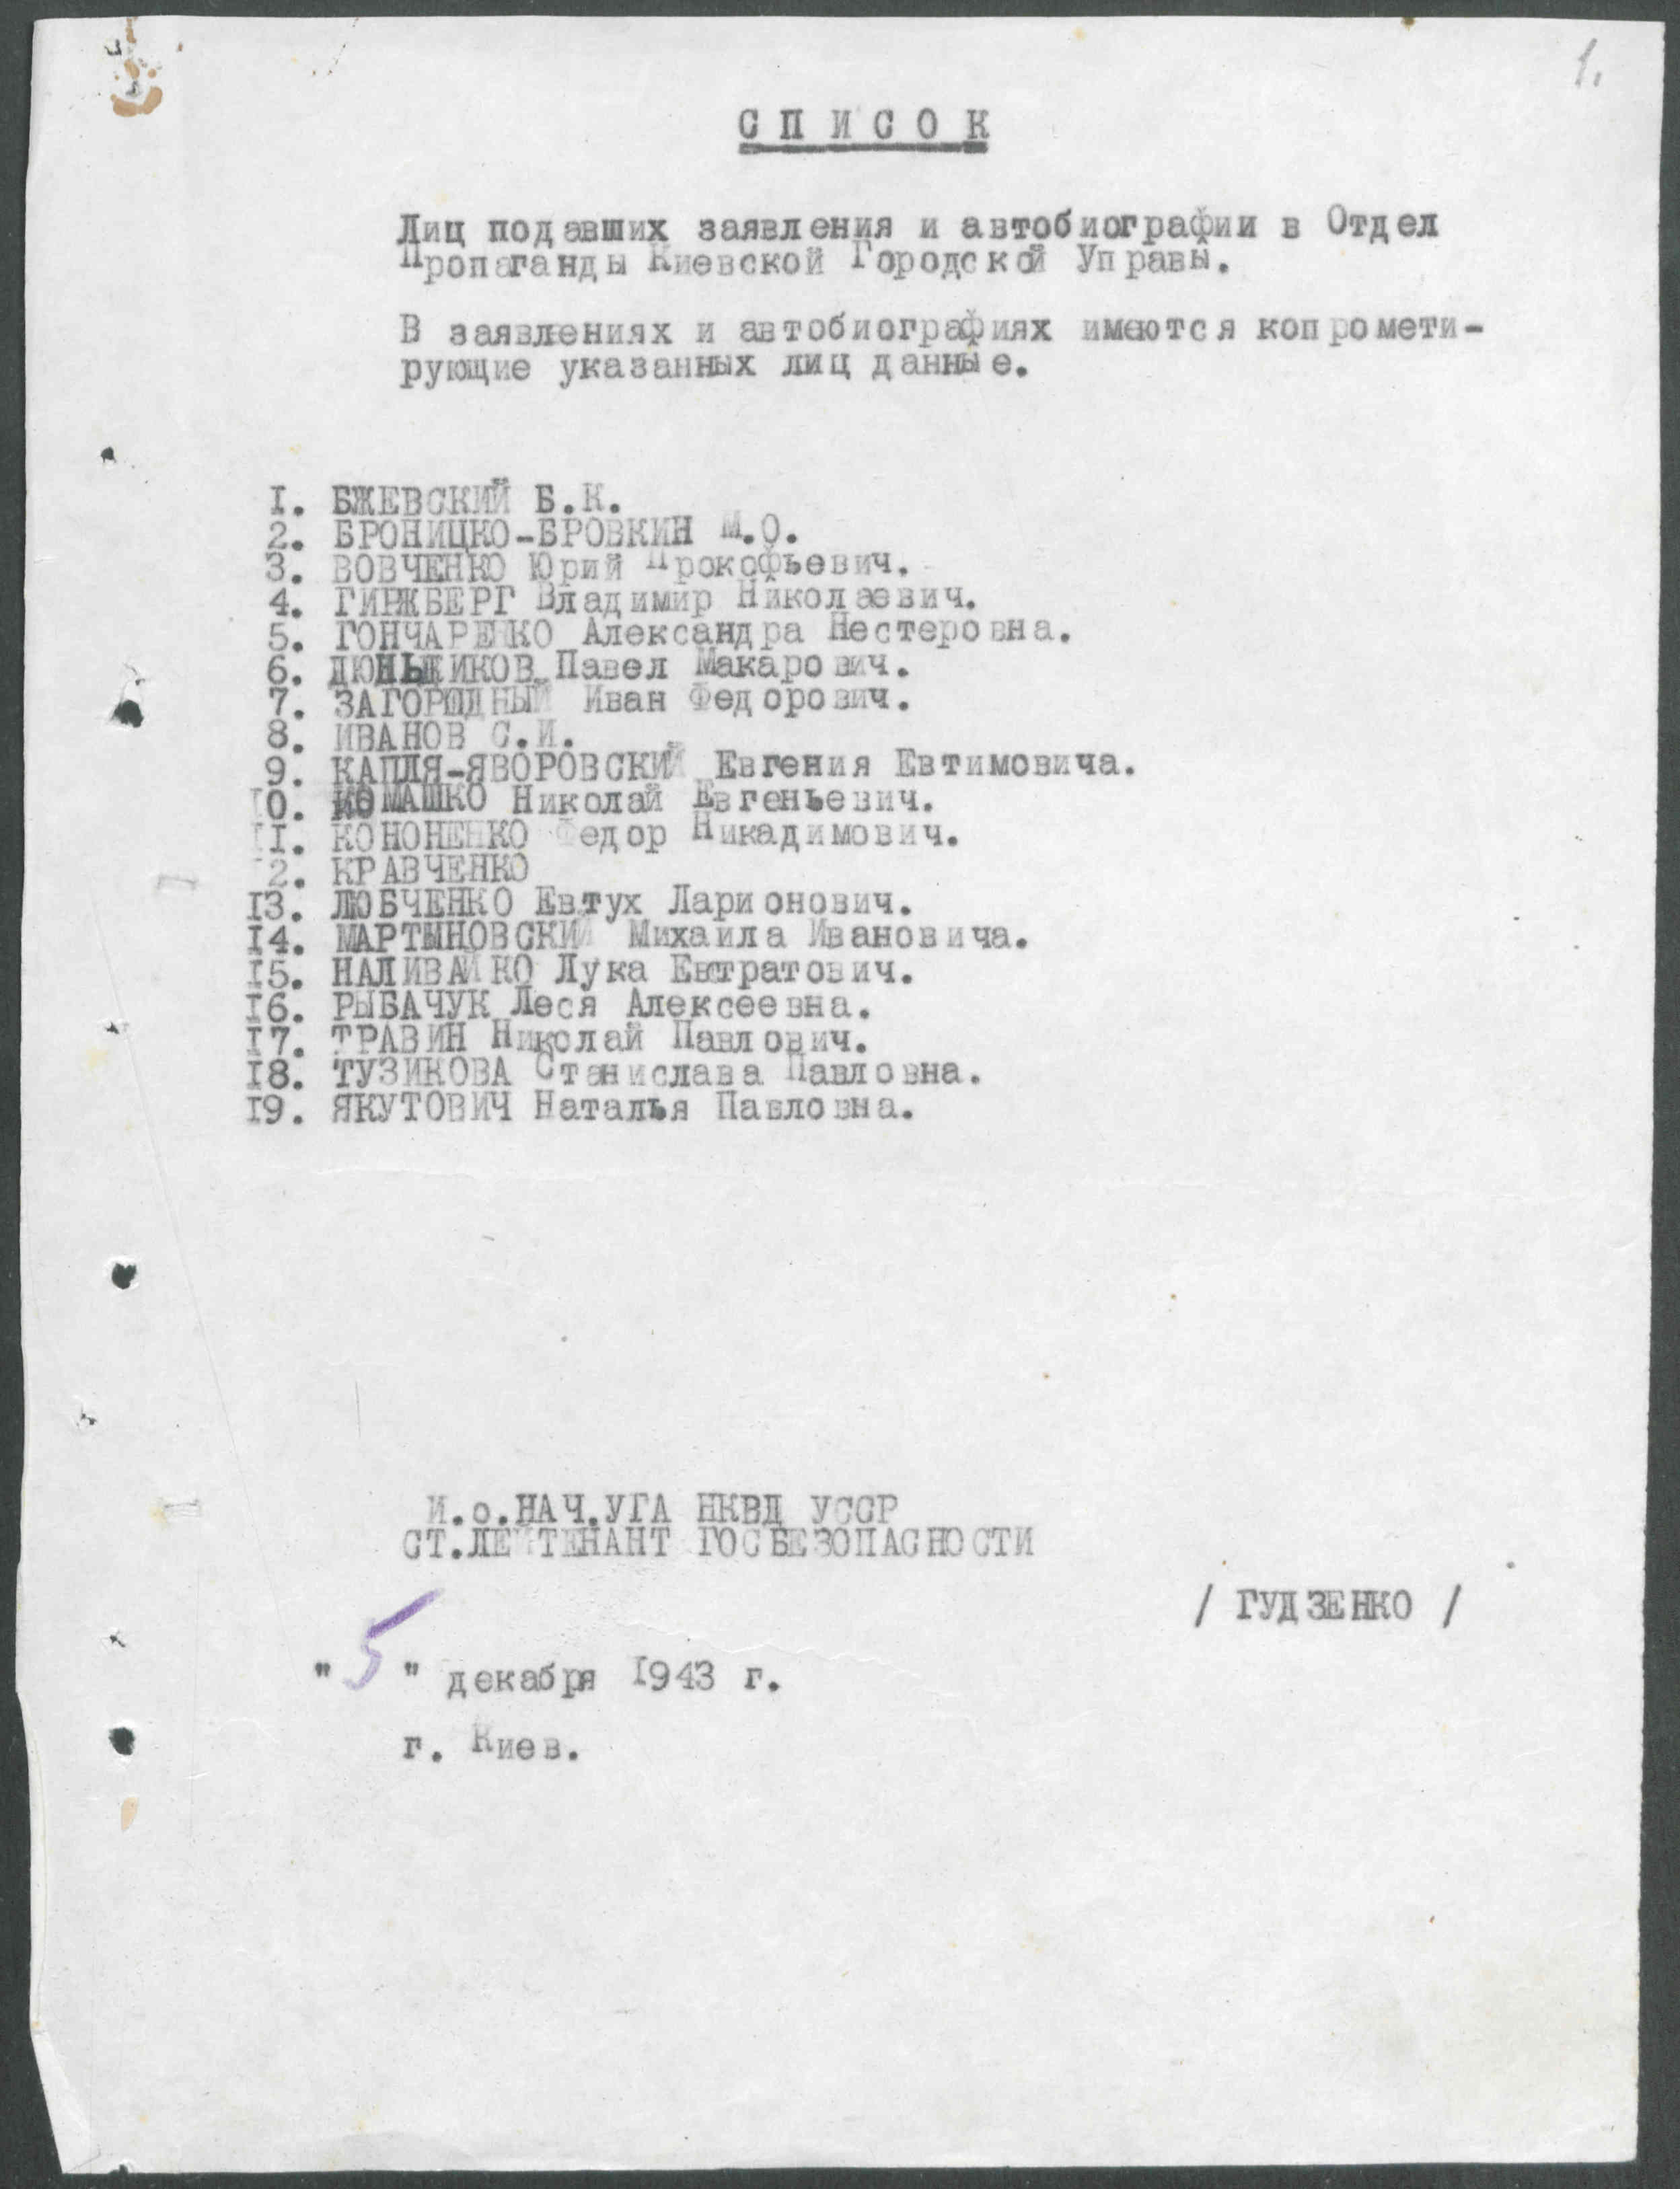 1.
СПИСОК
Лиц подавших заявления и автобиографии в Отдел
Пропаганды Киевской Городской Управы.
В заявлениях и автобиографиях имеются копромети-
рующие указанных лиц данные.
I. БЖЕВСКИЙ Б.К.
2. БРОНИЦКО-БРОВКИН М.О.
3. ВОВЧЕНКО Юрий Прокофьевич.
4. ГИРЖБЕРГ Владимир Николаевич.
5. ГОНЧАРЕНКО Александра Нестеровна.
6. Павел Макарович.
7. ЗАГОРОДНЫЙ Иван Федорович.
8. ИВАНОВ С.И.
9. КАПЛЯ-ЯВОРОВСКИЙ Евгения Евтимовича.
I0. КОМАШКО Николай Евгеньевич.
II. КОНОНЕНКО Федор Никадимович.
I2. КРАВЧЕНКО
I3. ЛЮБЧЕНКО Евтух Ларионович.
I4. МАРТЫНОВСКИЙ Михаила Ивановича.
I5. НАЛИВАЙКО Лука Евтратович.
I6. РЫБАЧУК Леся Алексеевна.
I7. ТРАВИН Николай Павлович.
I8. ТУЗИКОВА Станислава Павловна.
I9. ЯКУТОВИЧ Наталья Павловна.
И.о.НАЧ.УГА НКВД УССР
СТ.ЛЕЙТЕНАНТ ГОСБЕЗОПАСНОСТИ
/ ГУДЗЕНКО /
"5" декабря I943 г.
г. Киев.